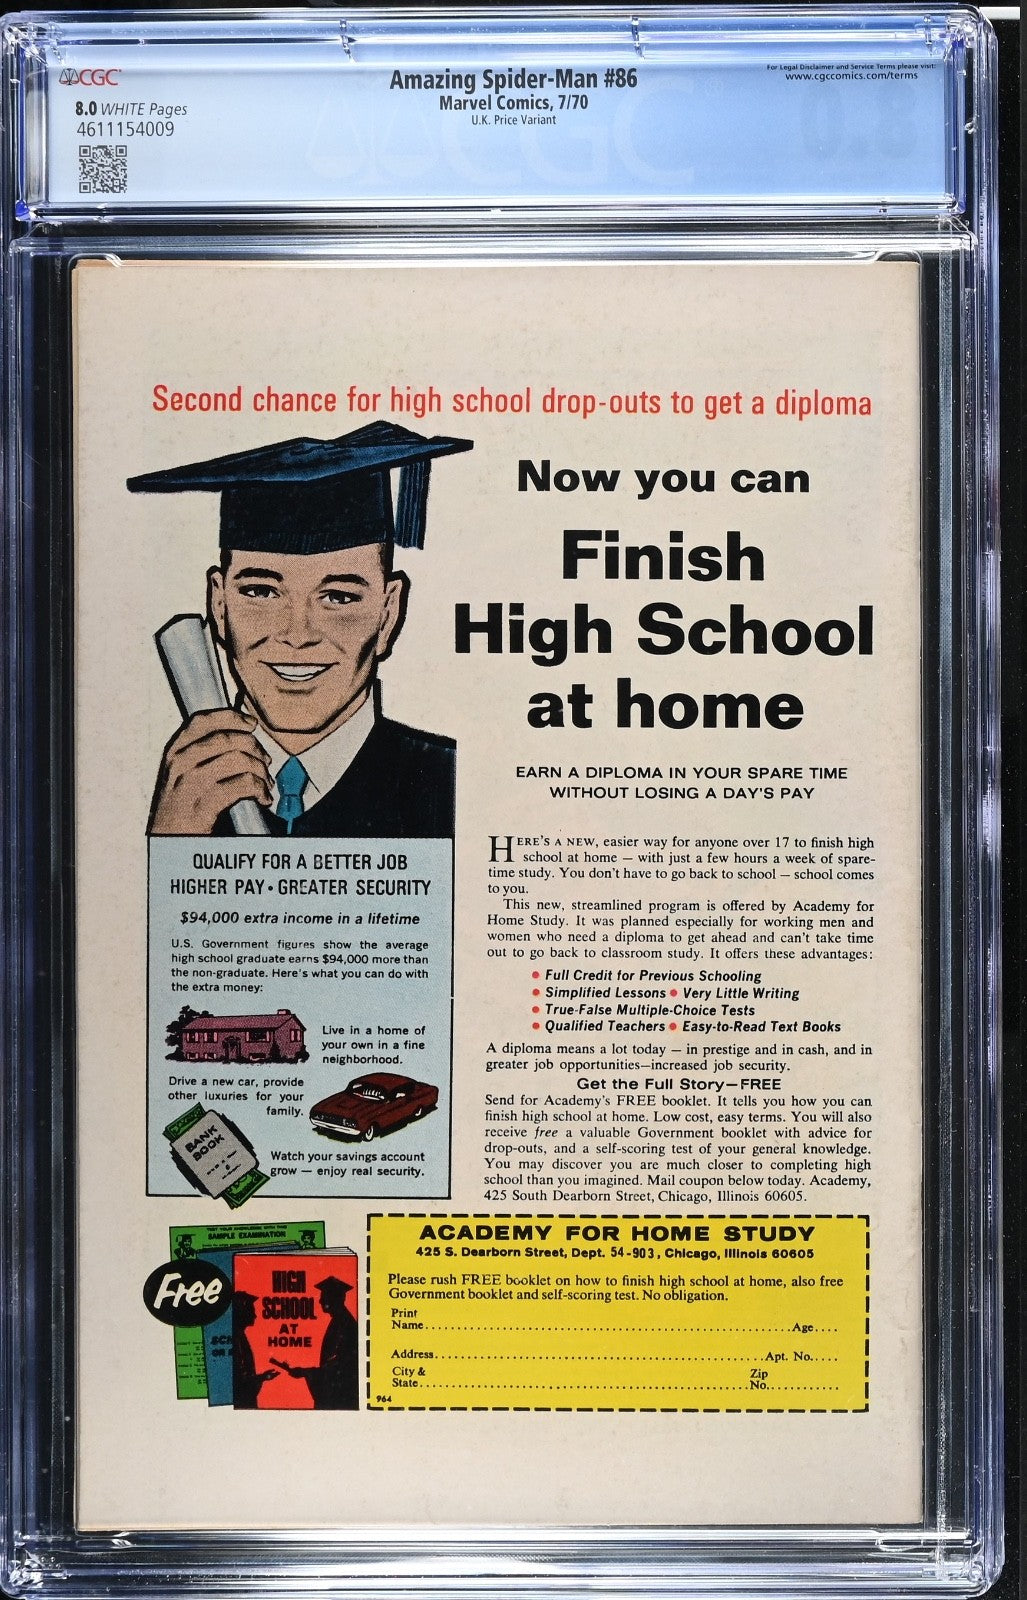 CGC
Amazing Spider-Man #86
For Legal Disclaimer and Service Terms please visit:
www.cgccomics.com/terms
8.0 WHITE Pages
Marvel Comics, 7/70
4611154009
U.K. Price Variant
Second chance for high school drop-outs to get a diploma
Now you can
Finish
High School
at home
EARN A DIPLOMA IN YOUR SPARE TIME
WITHOUT LOSING A DAY'S PAY
HERE'S A NEW, easier way for anyone over 17 to finish high
school at home — with just a few hours a week of spare-
time study. You don't have to go back to school — school comes
to you.
This new, streamlined program is offered by Academy for
Home Study. It was planned especially for working men and
women who need a diploma to get ahead and can't take time
out to go back to classroom study. It offers these advantages:
• Full Credit for Previous Schooling
• Simplified Lessons • Very Little Writing
• True-False Multiple-Choice Tests
• Qualified Teachers • Easy-to-Read Text Books
A diploma means a lot today — in prestige and in cash, and in
greater job opportunities—increased job security.
Get the Full Story—FREE
Send for Academy's FREE booklet. It tells you how you can
finish high school at home. Low cost, easy terms. You will also
receive free a valuable Government booklet with advice for
drop-outs, and a self-scoring test of your general knowledge.
You may discover you are much closer to completing high
school than you imagined. Mail coupon below today. Academy,
425 South Dearborn Street, Chicago, Illinois 60605.
QUALIFY FOR A BETTER JOB
HIGHER PAY • GREATER SECURITY
$94,000 extra income in a lifetime
U.S. Government figures show the average
high school graduate earns $94,000 more than
the non-graduate. Here's what you can do with
the extra money:
Live in a home of
your own in a fine
neighborhood.
Drive a new car, provide
other luxuries for your
family.
BANK
BOOK
Watch your savings account
grow — enjoy real security.
SAMPLE EXAMINATION
Free
HIGH
SCHOOL
AT
HOME
ACADEMY FOR HOME STUDY
425 S. Dearborn Street, Dept. 54-903, Chicago, Illinois 60605
Please rush FREE booklet on how to finish high school at home, also free
Government booklet and self-scoring test. No obligation.
Print
Name Age
Address Apt. No.
City & Zip
State No.
964